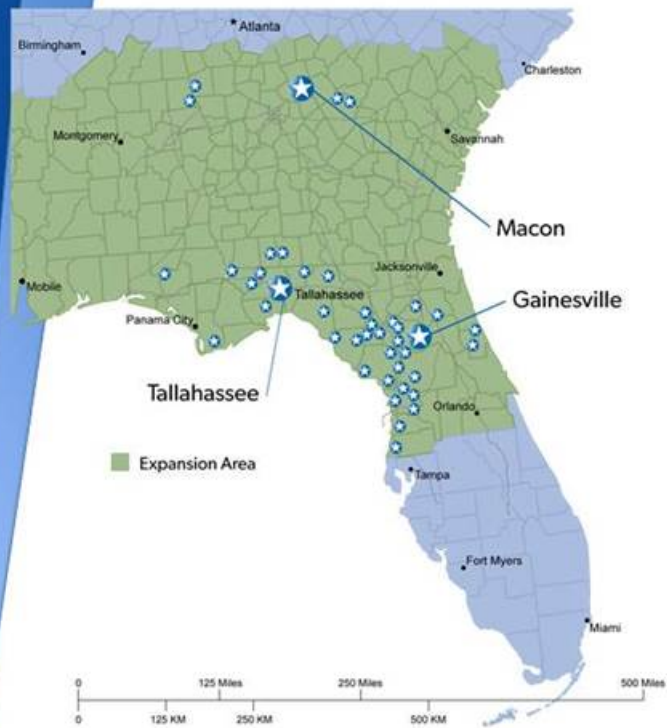 Atlanta
Birmingham
Charleston
Montgomery
Savannah
Macon
Jacksonville
Mobile
Tallahassee
Gainesville
Panama City
Tallahassee
Orlando
Expansion Area
Tampa
Fort Myers
Miami
0 125 Miles 250 Miles 500 Miles
0 125 KM 250 KM 500 KM